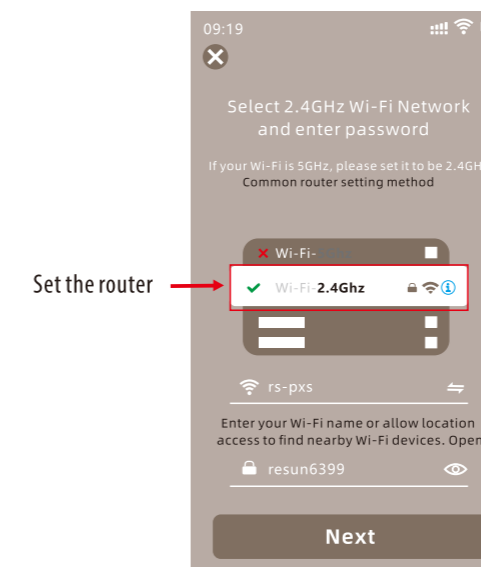 09:19
Select 2.4GHz Wi-Fi Network
and enter password
If your Wi-Fi is 5GHz, please set it to be 2.4GH
Common router setting method
Wi-Fi-
Set the router
Wi-Fi-2.4Ghz
rs-pxs
Enter your Wi-Fi name or allow location
access to find nearby Wi-Fi devices. Open
resun6399
Next